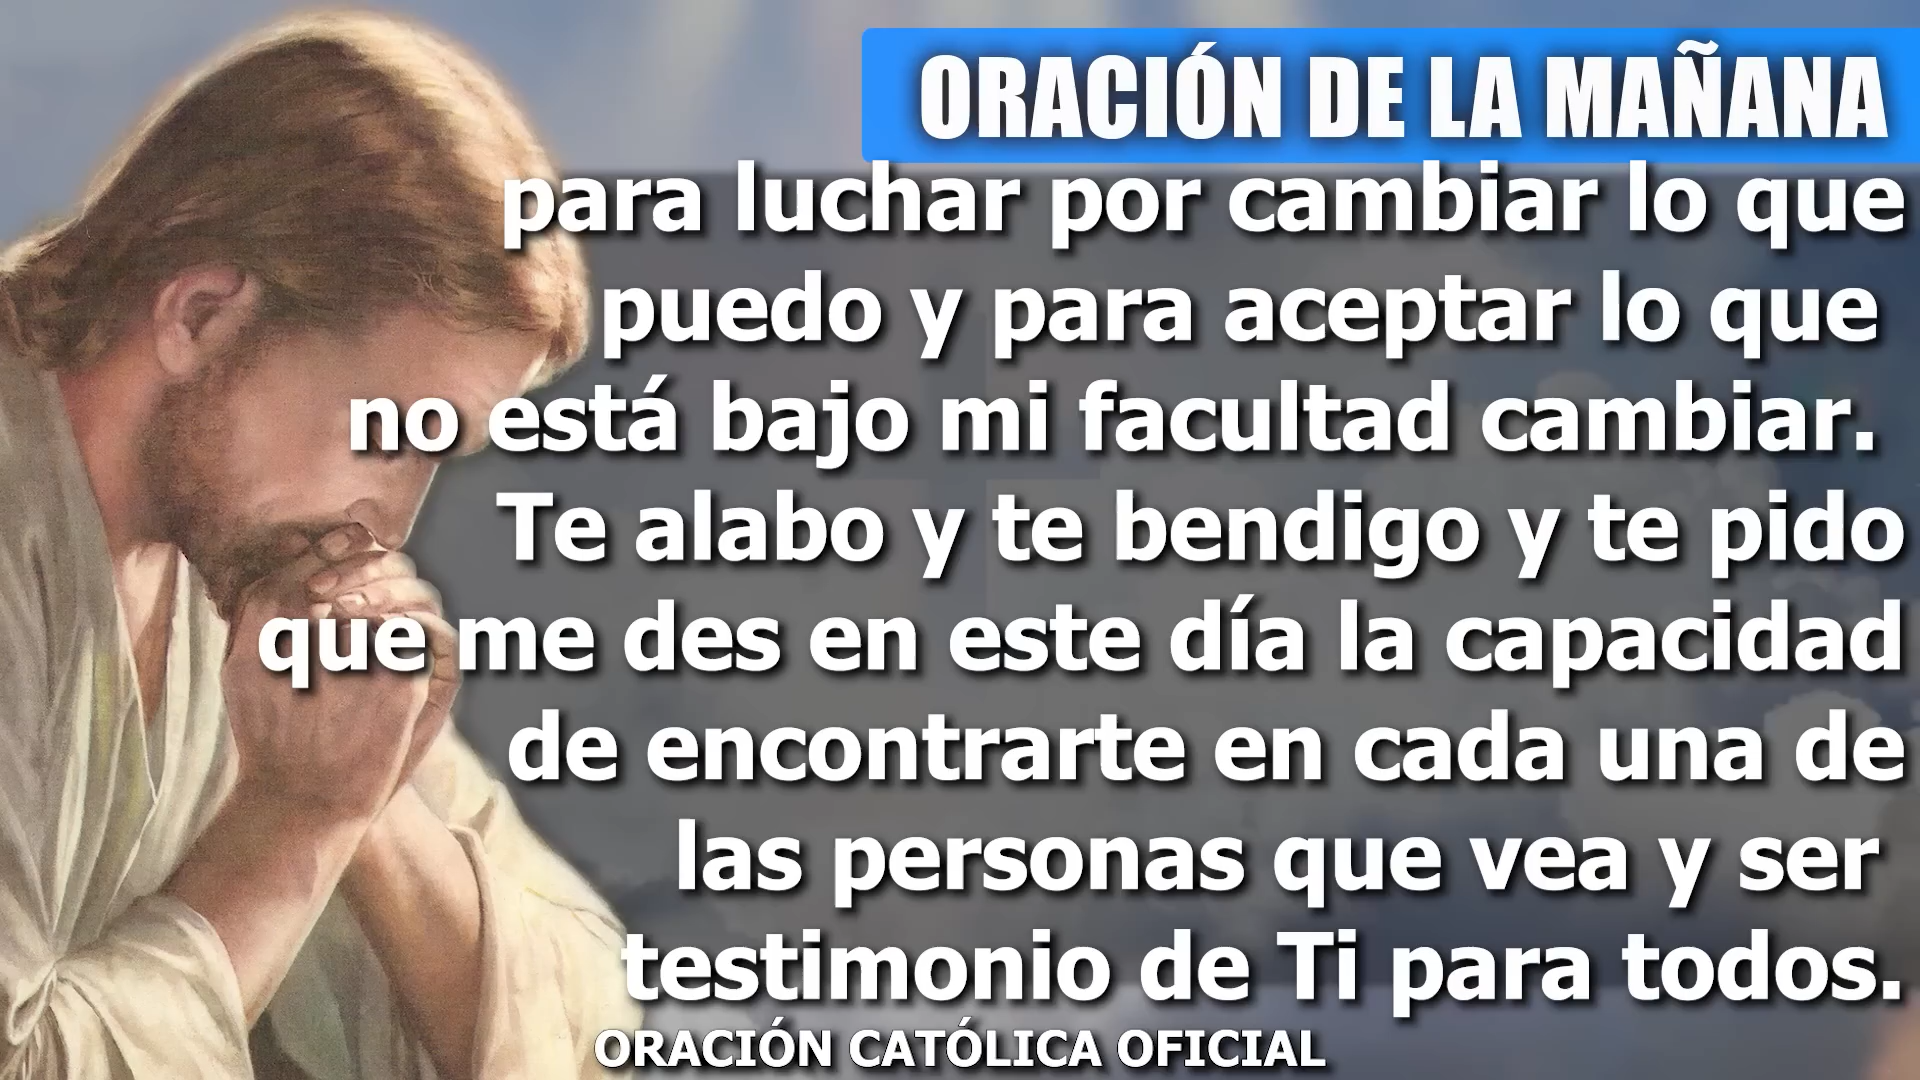 ORACIÓN DE LA MAÑANA
para luchar por cambiar lo que
puedo y para aceptar lo que
no está bajo mi facultad cambiar.
Te alabo y te bendigo y te pido
que me des en este día la capacidad
de encontrarte en cada una de
las personas que vea y ser
testimonio de Ti para todos.
ORACIÓN CATÓLICA OFICIAL